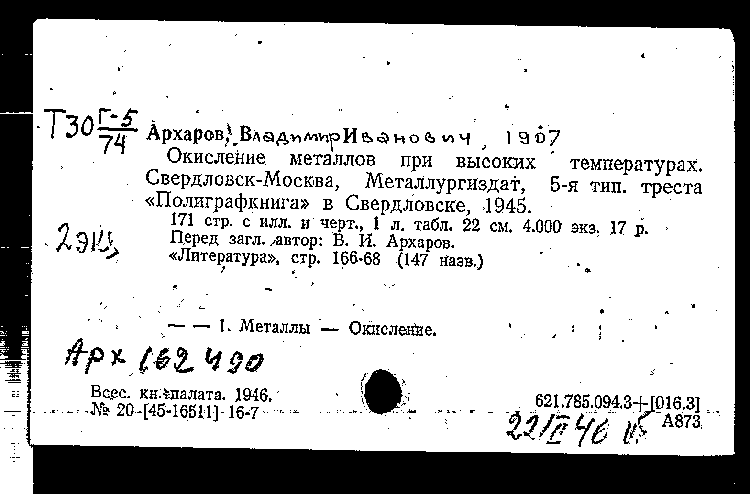 Т30 Г-5/74
Архаров, Владимир Иванович, 1907
Окисление металлов при высоких температурах.
Свердловск-Москва, Металлургиздат, 5-я тип. треста
«Полиграфкнига» в Свердловске, 1945.
171 стр. с илл. и черт., 1 л. табл. 22 см. 4.000 экз. 17 р.
2 экз
Перед загл. автор: В. И. Архаров.
«Литература», стр. 166-68 (147 назв.)
— — 1. Металлы — Окисление.
Арх 162490
Всес. кн. палата. 1946.
№ 20-[45-16511] 16-7
621.785.094.3+[016.3]
А873
22/II 46